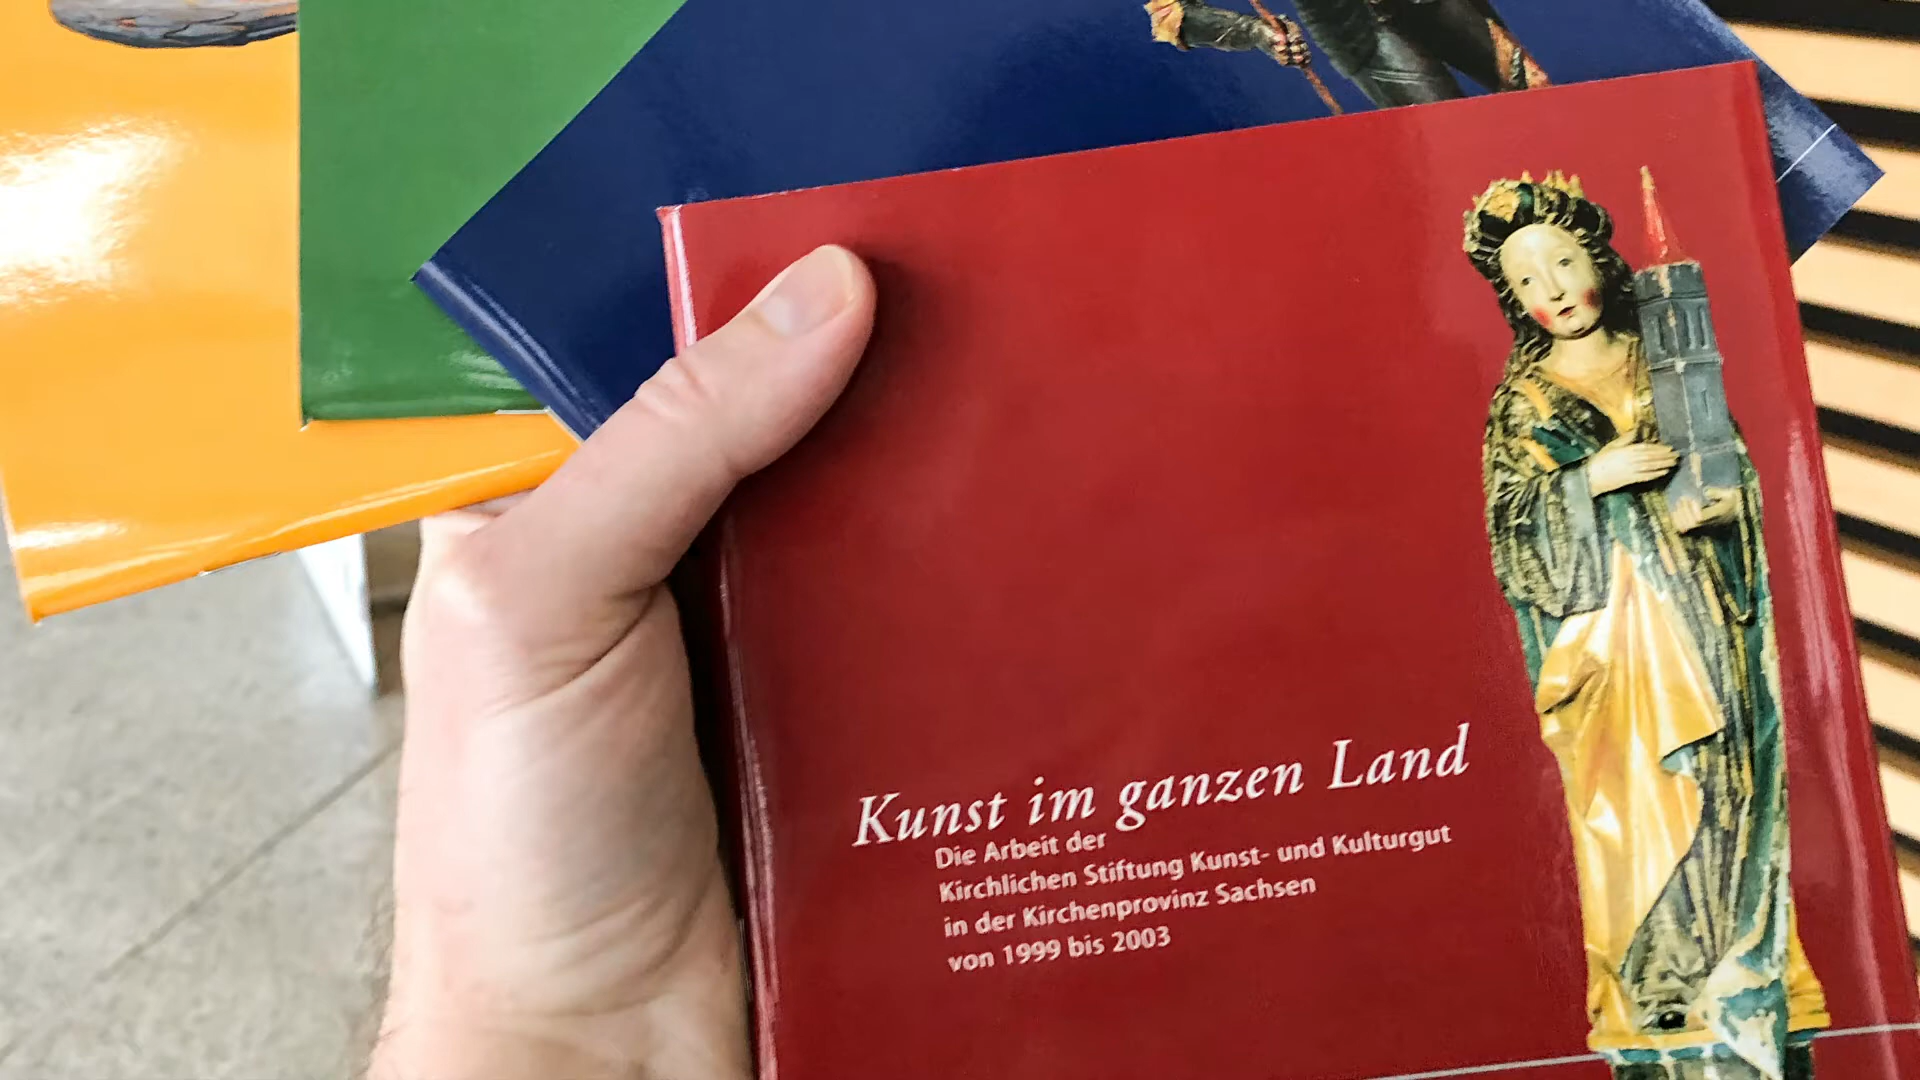 Kunst im ganzen Land
Die Arbeit der
Kirchlichen Stiftung Kunst- und Kulturgut
in der Kirchenprovinz Sachsen
von 1999 bis 2003